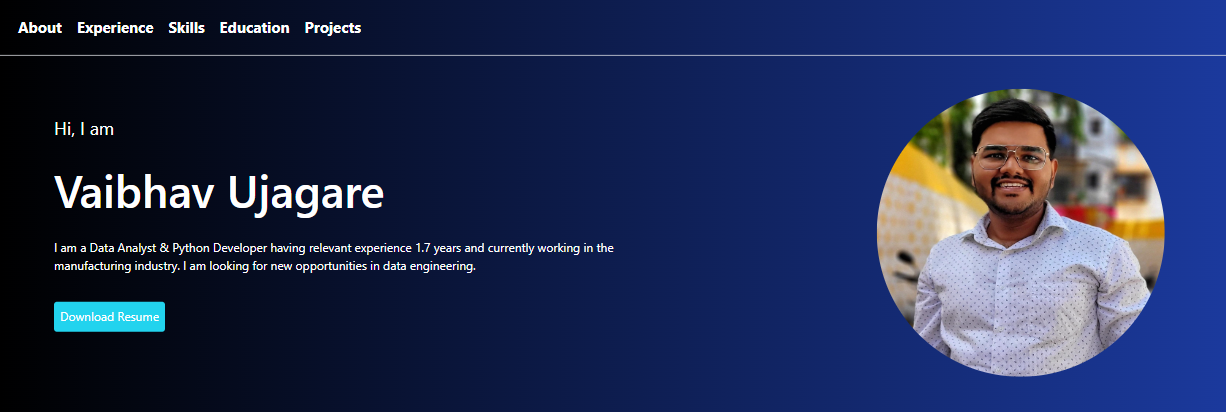 About Experience Skills Education Projects
Hi, I am
Vaibhav Ujagare
I am a Data Analyst & Python Developer having relevant experience 1.7 years and currently working in the
manufacturing industry. I am looking for new opportunities in data engineering.
Download Resume